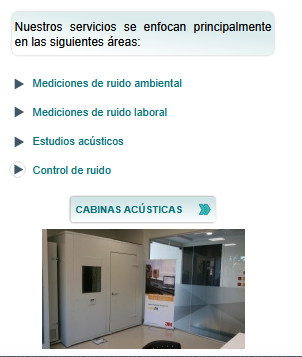 Nuestros servicios se enfocan principalmente
en las siguientes áreas:
Mediciones de ruido ambiental
Mediciones de ruido laboral
Estudios acústicos
Control de ruido
CABINAS ACÚSTICAS